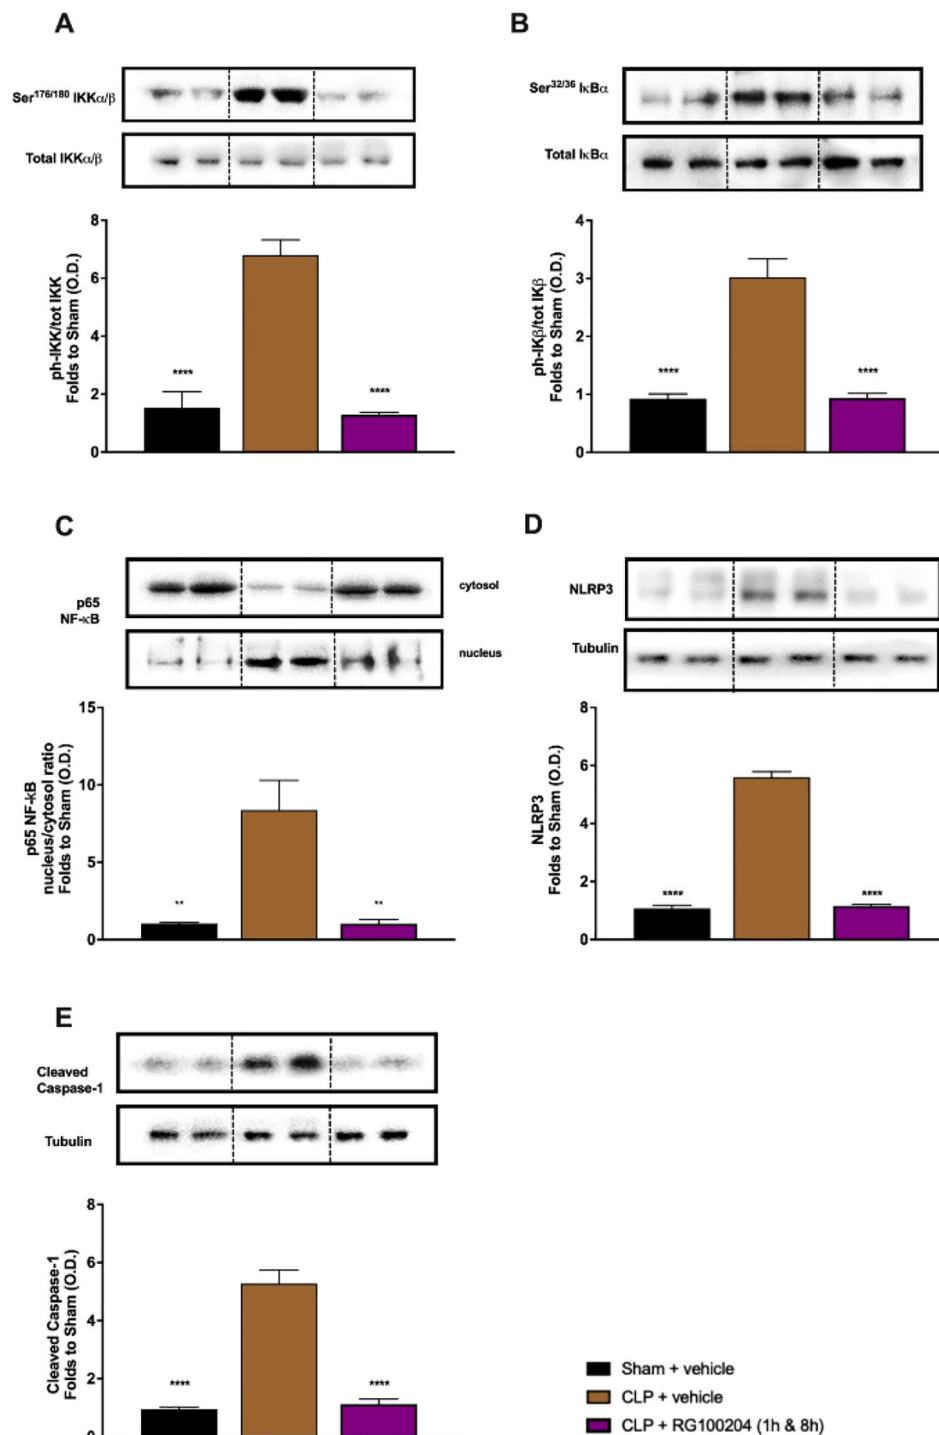 A
Ser176/180 IKKα/β
Total IKKα/β
ph-IKK/tot IKK
Folds to Sham (O.D.)
8
6
4
2
0
****
****
B
Ser32/36 IκBα
Total IκBα
ph-IKβ/tot IKβ
Folds to Sham (O.D.)
4
3
2
1
0
****
****
C
p65
NF-κB
cytosol
nucleus
p65 NF-kB
nucleus/cytosol ratio
Folds to Sham (O.D.)
15
10
5
0
**
**
D
NLRP3
Tubulin
NLRP3
Folds to Sham (O.D.)
8
6
4
2
0
****
****
E
Cleaved
Caspase-1
Tubulin
Cleaved Caspase-1
Folds to Sham (O.D.)
8
6
4
2
0
****
****
Sham + vehicle
CLP + vehicle
CLP + RG100204 (1h & 8h)